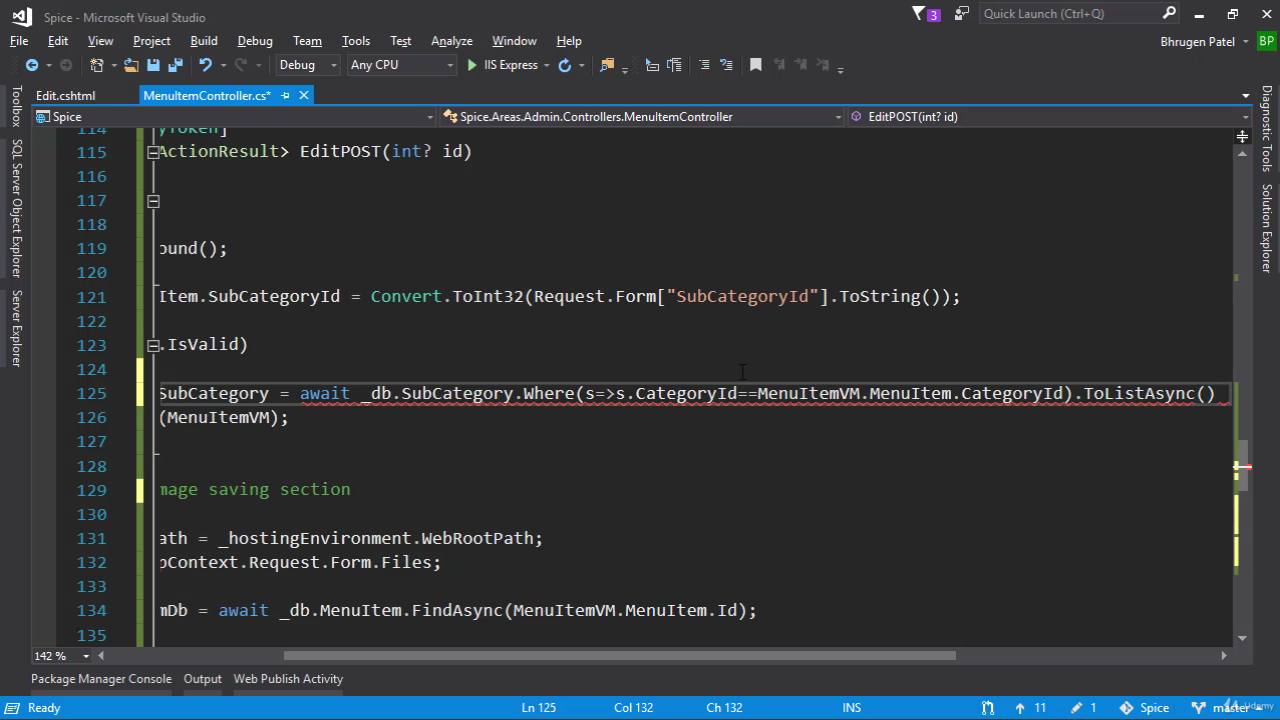 Spice - Microsoft Visual Studio
3
Quick Launch (Ctrl+Q)
File Edit View Project Build Debug Team Tools Test Analyze Window Help
Bhrugen Patel BP
Debug Any CPU IIS Express
Edit.cshtml MenuItemController.cs*
Spice Spice.Areas.Admin.Controllers.MenuItemController EditPOST(int? id)
Toolbox
SQL Server Object Explorer
Server Explorer
Diagnostic Tools
Solution Explorer
114 yToken]
115 ActionResult> EditPOST(int? id)
116
117
118
119 ound();
120
121 Item.SubCategoryId = Convert.ToInt32(Request.Form["SubCategoryId"].ToString());
122
123 .IsValid)
124
125 SubCategory = await _db.SubCategory.Where(s=>s.CategoryId==MenuItemVM.MenuItem.CategoryId).ToListAsync()
126 (MenuItemVM);
127
128
129 mage saving section
130
131 ath = _hostingEnvironment.WebRootPath;
132 pContext.Request.Form.Files;
133
134 mDb = await _db.MenuItem.FindAsync(MenuItemVM.MenuItem.Id);
135
142 %
Package Manager Console Output Web Publish Activity
Ready Ln 125 Col 132 Ch 132 INS 11 1 Spice master
Udemy